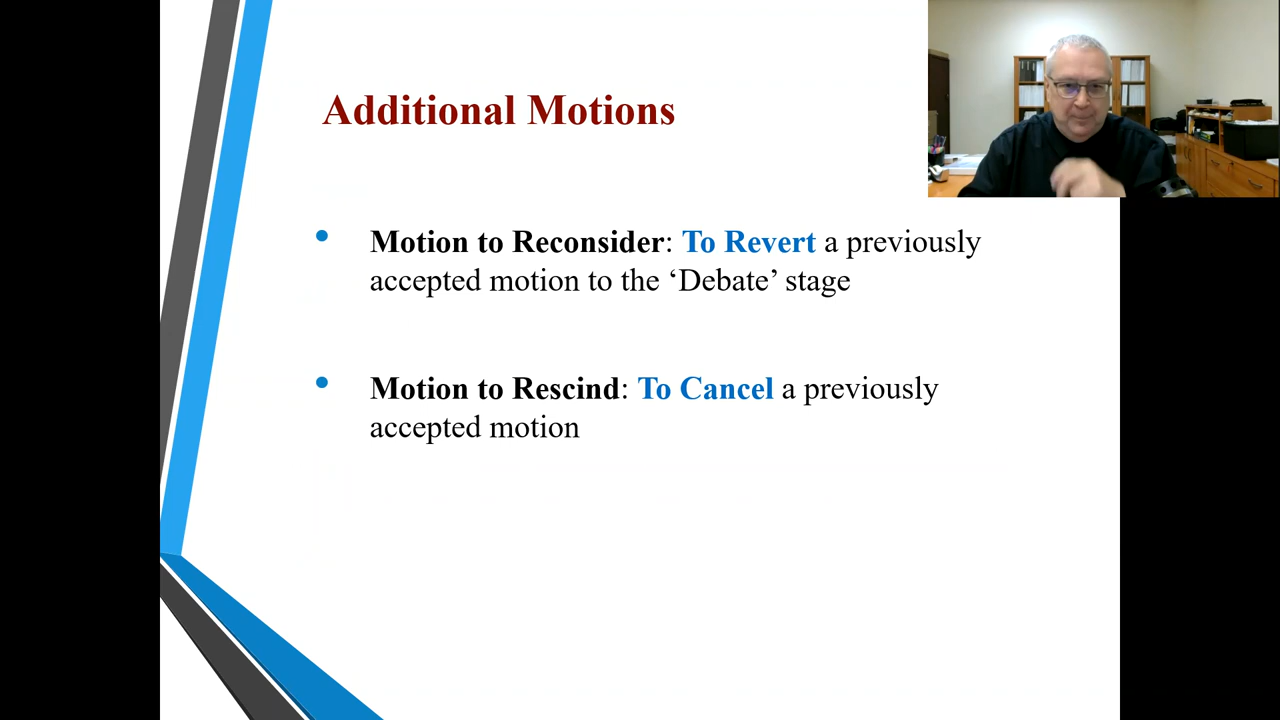 Additional Motions
• Motion to Reconsider: To Revert a previously
accepted motion to the ‘Debate’ stage
• Motion to Rescind: To Cancel a previously
accepted motion